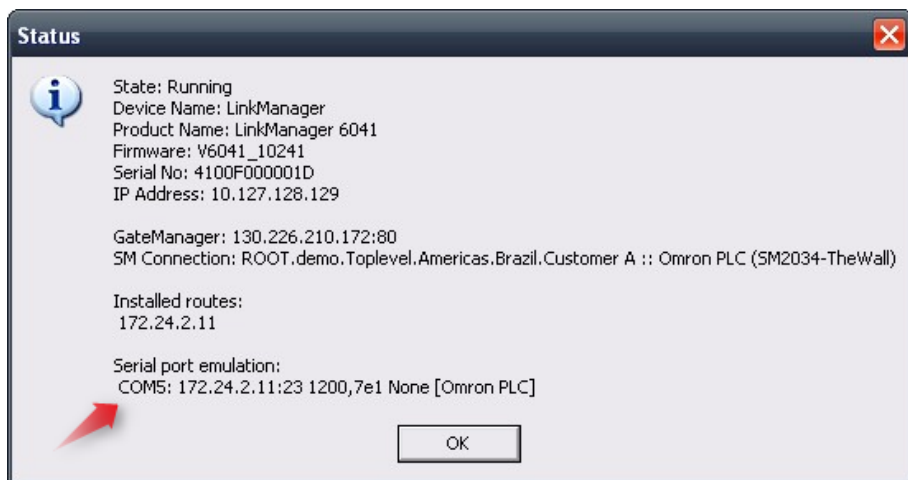 Status
State: Running
Device Name: LinkManager
Product Name: LinkManager 6041
Firmware: V6041_10241
Serial No: 4100F000001D
IP Address: 10.127.128.129
GateManager: 130.226.210.172:80
SM Connection: ROOT.demo.Toplevel.Americas.Brazil.Customer A :: Omron PLC (SM2034-TheWall)
Installed routes:
172.24.2.11
Serial port emulation:
COM5: 172.24.2.11:23 1200,7e1 None [Omron PLC]
OK